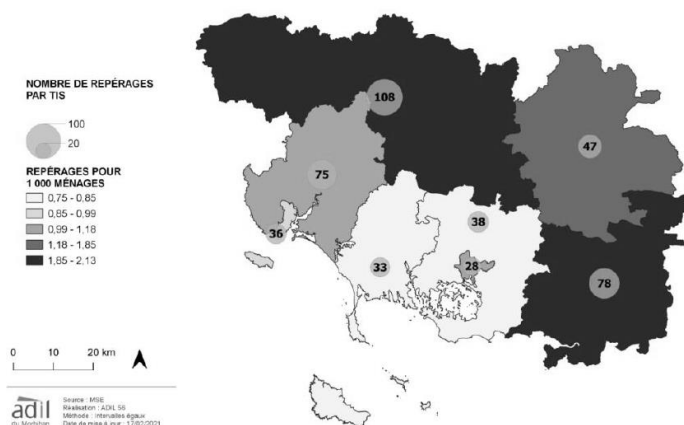 NOMBRE DE REPÉRAGES
PAR TIS
100
20
REPÉRAGES POUR
1 000 MÉNAGES
0,75 - 0,85
0,85 - 0,99
0,99 - 1,18
1,18 - 1,85
1,85 - 2,13
108
47
75
36
38
33
28
78
0 10 20 km
adil
du Morbihan
Source : MSE
Réalisation : ADIL 56
Méthode : Intervalles égaux
Date de mise à jour : 12/02/2021